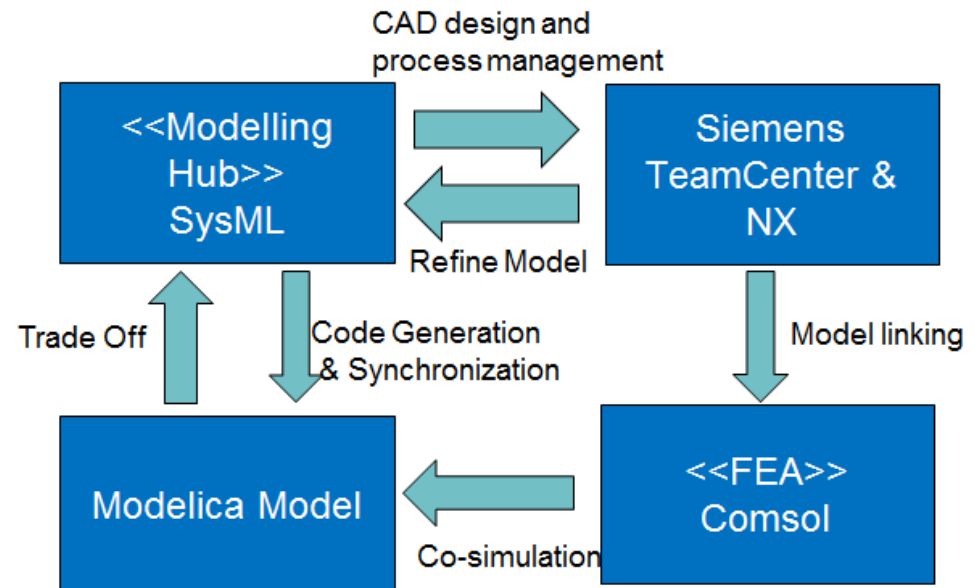 CAD design and
process management
<<Modelling
Hub>>
SysML
Siemens
TeamCenter &
NX
Refine Model
Trade Off
Code Generation
& Synchronization
Model linking
Modelica Model
<<FEA>>
Comsol
Co-simulation